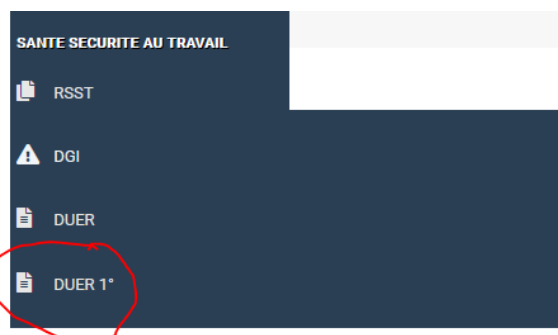 SANTE SECURITE AU TRAVAIL
RSST
DGI
DUER
DUER 1°